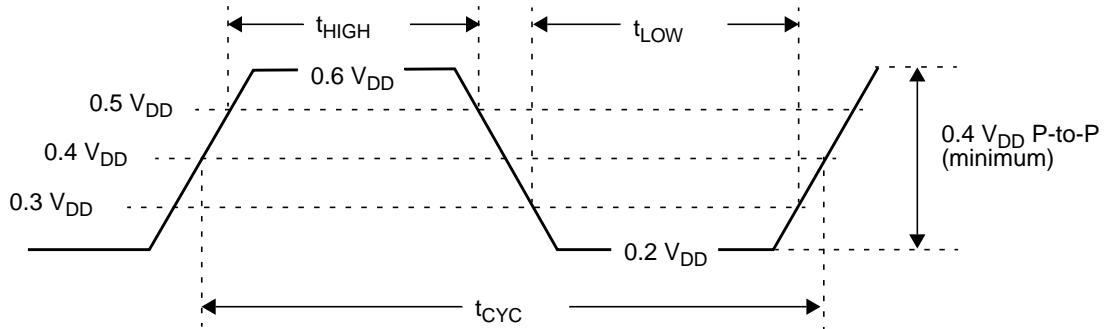 tHIGH
tLOW
0.6 VDD
0.5 VDD
0.4 VDD
0.4 VDD P-to-P
(minimum)
0.3 VDD
0.2 VDD
tCYC